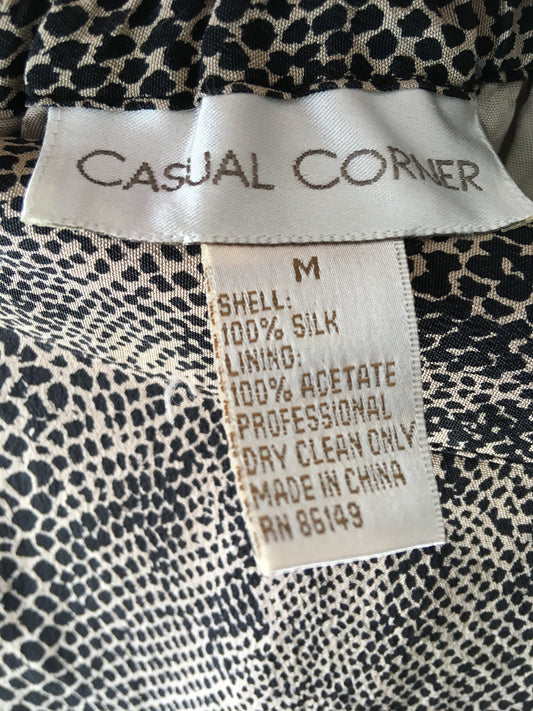 CASUAL CORNER
M
SHELL:
100% SILK
LINING:
100% ACETATE
PROFESSIONAL
DRY CLEAN ONLY
MADE IN CHINA
RN 86149